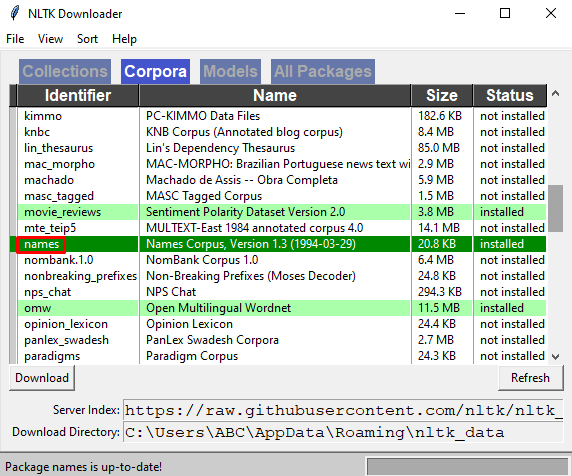 NLTK Downloader
File View Sort Help
Collections Corpora Models All Packages
Identifier Name Size Status
kimmo PC-KIMMO Data Files 182.6 KB not installed
knbc KNB Corpus (Annotated blog corpus) 8.4 MB not installed
lin_thesaurus Lin's Dependency Thesaurus 85.0 MB not installed
mac_morpho MAC-MORPHO: Brazilian Portuguese news text wi 2.9 MB not installed
machado Machado de Assis -- Obra Completa 5.9 MB not installed
masc_tagged MASC Tagged Corpus 1.5 MB not installed
movie_reviews Sentiment Polarity Dataset Version 2.0 3.8 MB installed
mte_teip5 MULTEXT-East 1984 annotated corpus 4.0 14.1 MB not installed
names Names Corpus, Version 1.3 (1994-03-29) 20.8 KB installed
nombank.1.0 NomBank Corpus 1.0 6.4 MB not installed
nonbreaking_prefixes Non-Breaking Prefixes (Moses Decoder) 24.8 KB not installed
nps_chat NPS Chat 294.3 KB not installed
omw Open Multilingual Wordnet 11.5 MB installed
opinion_lexicon Opinion Lexicon 24.4 KB not installed
panlex_swadesh PanLex Swadesh Corpora 2.7 MB not installed
paradigms Paradigm Corpus 24.3 KB not installed
Download Refresh
Server Index: https://raw.githubusercontent.com/nltk/nltk_
Download Directory: C:\Users\ABC\AppData\Roaming\nltk_data
Package names is up-to-date!